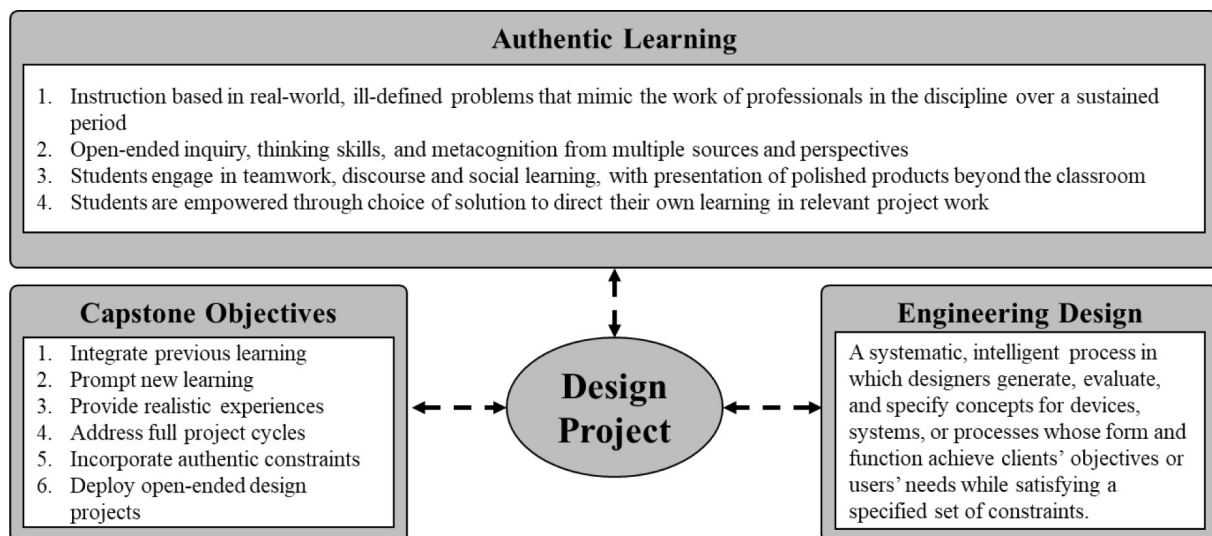 Authentic Learning
1. Instruction based in real-world, ill-defined problems that mimic the work of professionals in the discipline over a sustained
period
2. Open-ended inquiry, thinking skills, and metacognition from multiple sources and perspectives
3. Students engage in teamwork, discourse and social learning, with presentation of polished products beyond the classroom
4. Students are empowered through choice of solution to direct their own learning in relevant project work
Capstone Objectives
1. Integrate previous learning
2. Prompt new learning
3. Provide realistic experiences
4. Address full project cycles
5. Incorporate authentic constraints
6. Deploy open-ended design
projects
Design
Project
Engineering Design
A systematic, intelligent process in
which designers generate, evaluate,
and specify concepts for devices,
systems, or processes whose form and
function achieve clients’ objectives or
users’ needs while satisfying a
specified set of constraints.